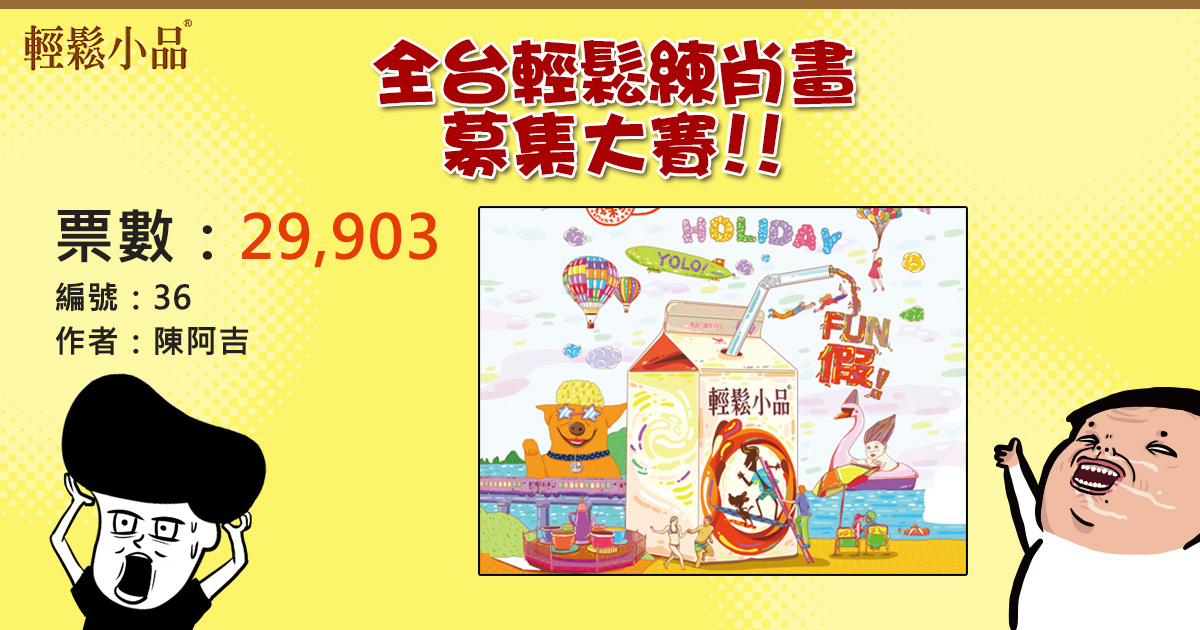 輕鬆小品®
全台輕鬆練肖畫
募集大賽!!
票數：29,903
編號：36
作者：陳阿吉
HOLIDAY
YOLO!
FUN
假!
輕鬆小品®